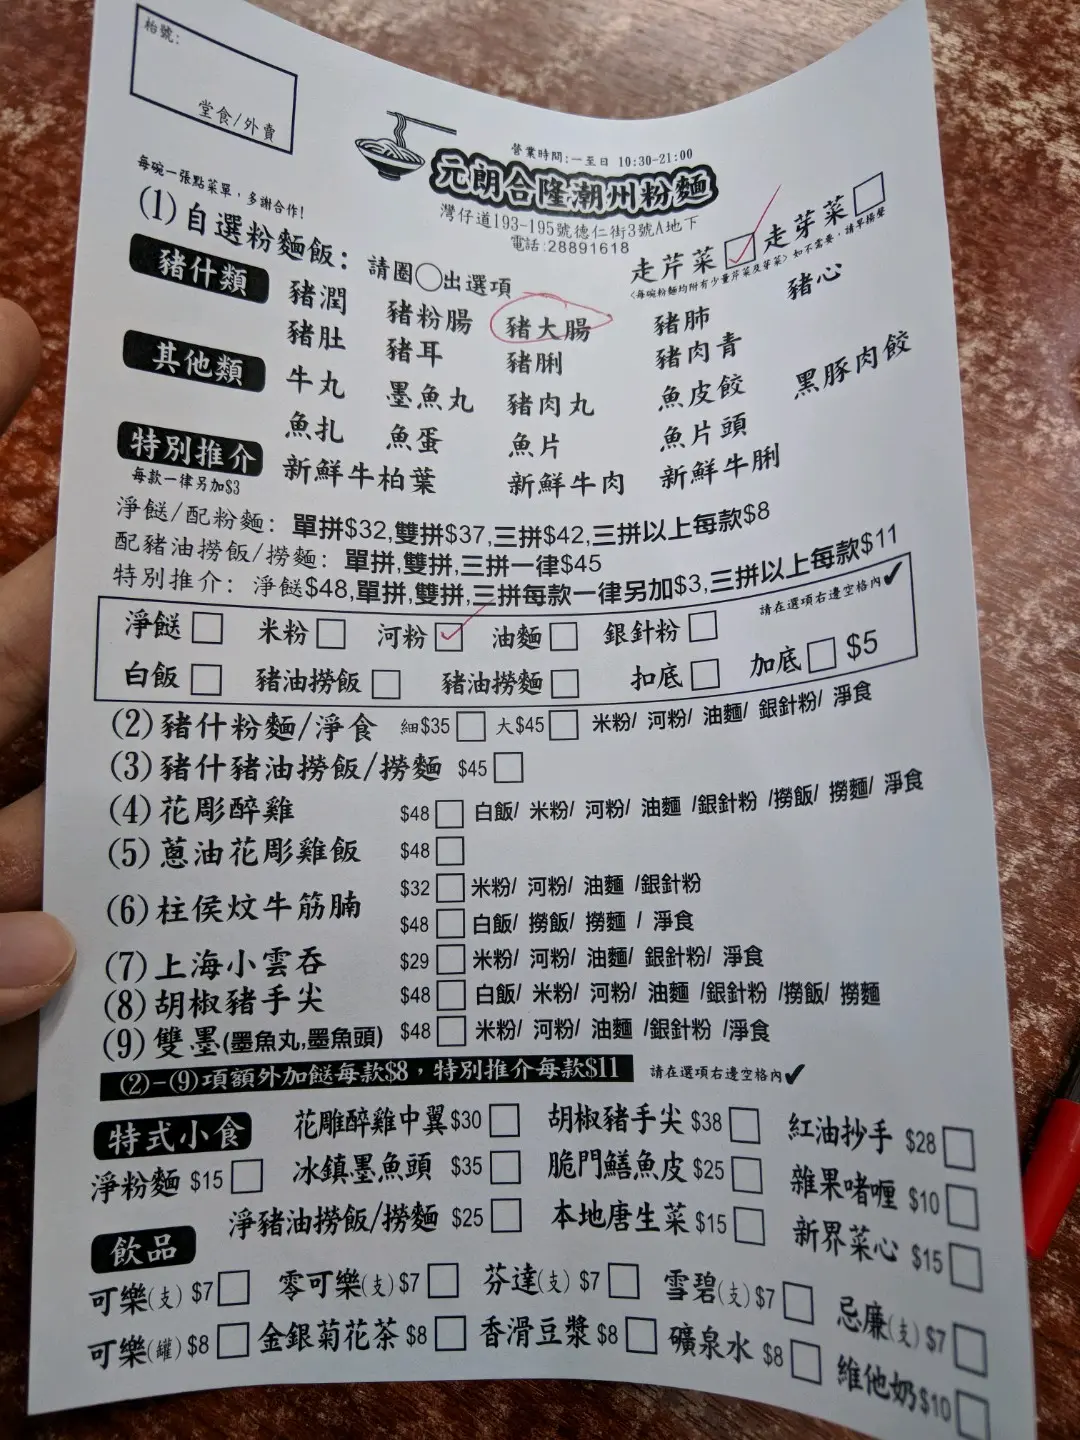 枱號:
堂食/外賣
營業時間:一至日 10:30-21:00
元朗合隆潮州粉麵
灣仔道193-195號德仁街3號A地下
電話:28891618
每碗一張點菜單，多謝合作!
(1)自選粉麵飯: 請圈○出選項 走芹菜 走芽菜
<每碗粉麵均附有少量芹菜及芽菜> 如不需要，請早揚聲
豬什類 豬潤 豬粉腸 豬大腸 豬肺 豬心
豬肚 豬耳 豬脷 豬肉青
其他類 牛丸 墨魚丸 豬肉丸 魚皮餃 黑豚肉餃
魚扎 魚蛋 魚片 魚片頭
特別推介 新鮮牛柏葉 新鮮牛肉 新鮮牛脷
每款一律另加$3
淨餸/配粉麵: 單拼$32,雙拼$37,三拼$42,三拼以上每款$8
配豬油撈飯/撈麵: 單拼,雙拼,三拼一律$45
特別推介: 淨餸$48,單拼,雙拼,三拼每款一律另加$3,三拼以上每款$11
請在選項右邊空格內✔
淨餸 米粉 河粉 油麵 銀針粉
白飯 豬油撈飯 豬油撈麵 扣底 加底 $5
(2)豬什粉麵/淨食 細$35 大$45 米粉/ 河粉/ 油麵/ 銀針粉/ 淨食
(3)豬什豬油撈飯/撈麵 $45
(4)花彫醉雞 $48 白飯/ 米粉/ 河粉/ 油麵 /銀針粉 /撈飯/ 撈麵/ 淨食
(5)蔥油花彫雞飯 $48
(6)柱侯炆牛筋腩 $32 米粉/ 河粉/ 油麵 /銀針粉
$48 白飯/ 撈飯/ 撈麵 / 淨食
(7)上海小雲吞 $29 米粉/ 河粉/ 油麵/ 銀針粉/ 淨食
(8)胡椒豬手尖 $48 白飯/ 米粉/ 河粉/ 油麵 /銀針粉 /撈飯/ 撈麵
(9)雙墨(墨魚丸,墨魚頭) $48 米粉/ 河粉/ 油麵 /銀針粉 /淨食
(2)-(9)項額外加餸每款$8，特別推介每款$11 請在選項右邊空格內✔
特式小食 花雕醉雞中翼$30 胡椒豬手尖 $38 紅油抄手 $28
淨粉麵 $15 冰鎮墨魚頭 $35 脆門鱔魚皮 $25 雜果啫喱 $10
淨豬油撈飯/撈麵 $25 本地唐生菜 $15 新界菜心 $15
飲品
可樂(支) $7 零可樂(支)$7 芬達(支) $7 雪碧(支)$7 忌廉(支) $7
可樂(罐)$8 金銀菊花茶 $8 香滑豆漿 $8 礦泉水 $8 維他奶$10